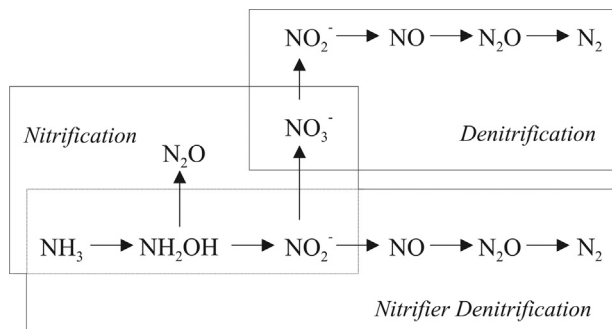 NO₂⁻ → NO → N₂O → N₂
NO₃⁻
Nitrification
Denitrification
N₂O
NH₃ → NH₂OH → NO₂⁻ → NO → N₂O → N₂
Nitrifier Denitrification